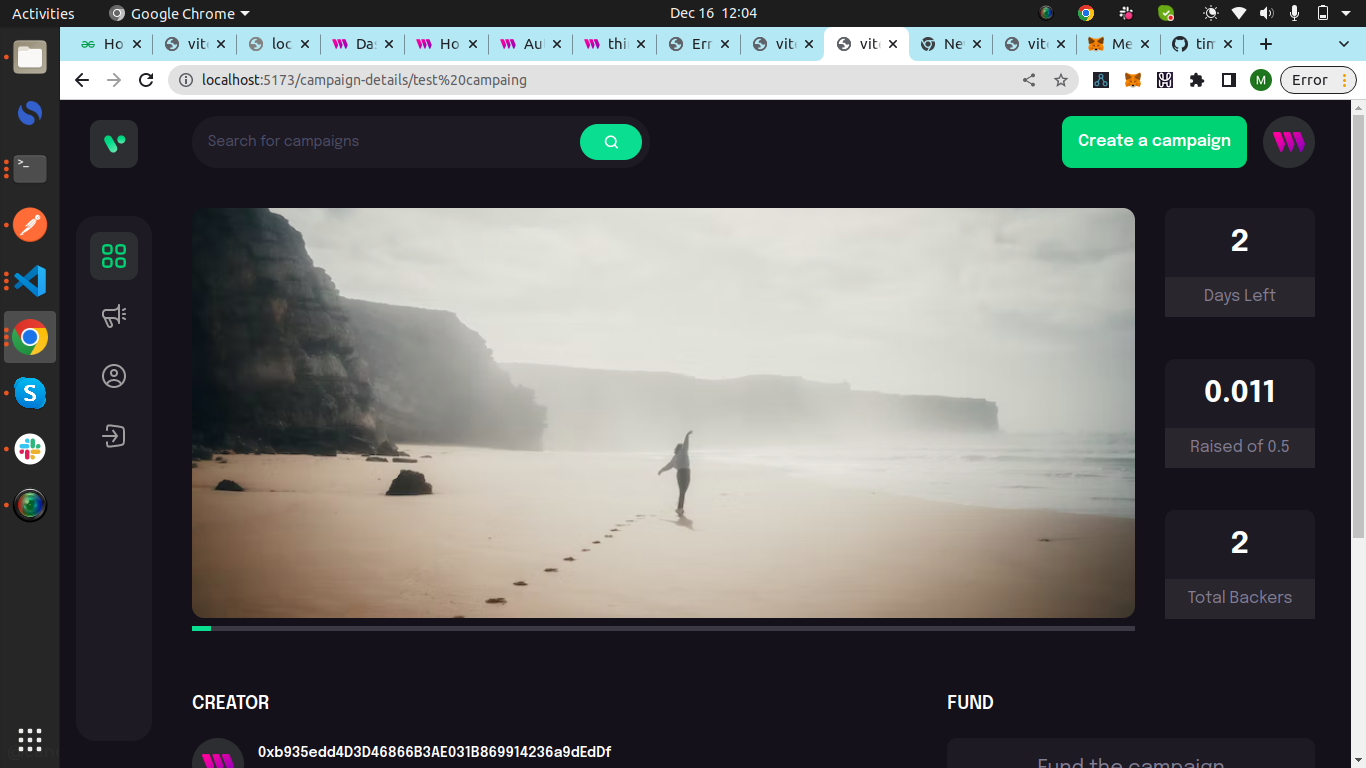 Activities Google Chrome Dec 16 12:04
Ho vit loc Da Ho Au thi Err vit vit Ne vit Me tim
localhost:5173/campaign-details/test%20campaing Error
M
Search for campaigns Create a campaign
2
Days Left
0.011
Raised of 0.5
2
Total Backers
CREATOR FUND
0xb935edd4D3D46866B3AE031B869914236a9dEdDf
Fund the campaign